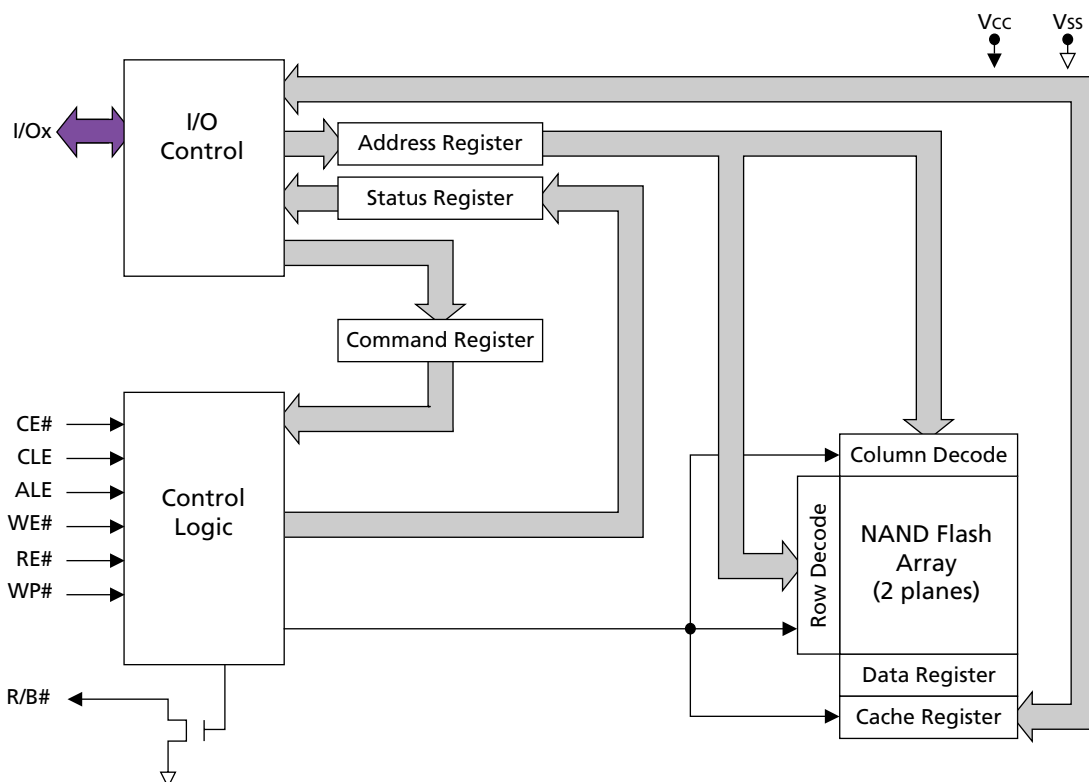 Vcc
Vss
I/Ox
I/O
Control
Address Register
Status Register
Command Register
CE#
CLE
ALE
WE#
RE#
WP#
Control
Logic
Column Decode
Row Decode
NAND Flash
Array
(2 planes)
Data Register
Cache Register
R/B#